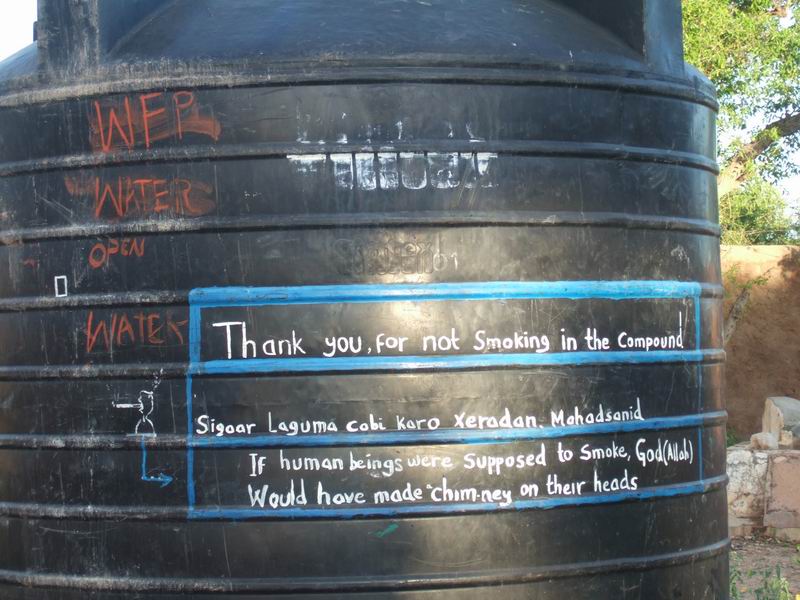 WFP
WATER
OPEN
WATER
Thank you, for not Smoking in the Compound
Sigaar Laguma cabi karo Xeradan. Mahadsanid
If human beings were Supposed to Smoke, God(Allah)
Would have made chim-ney on their heads